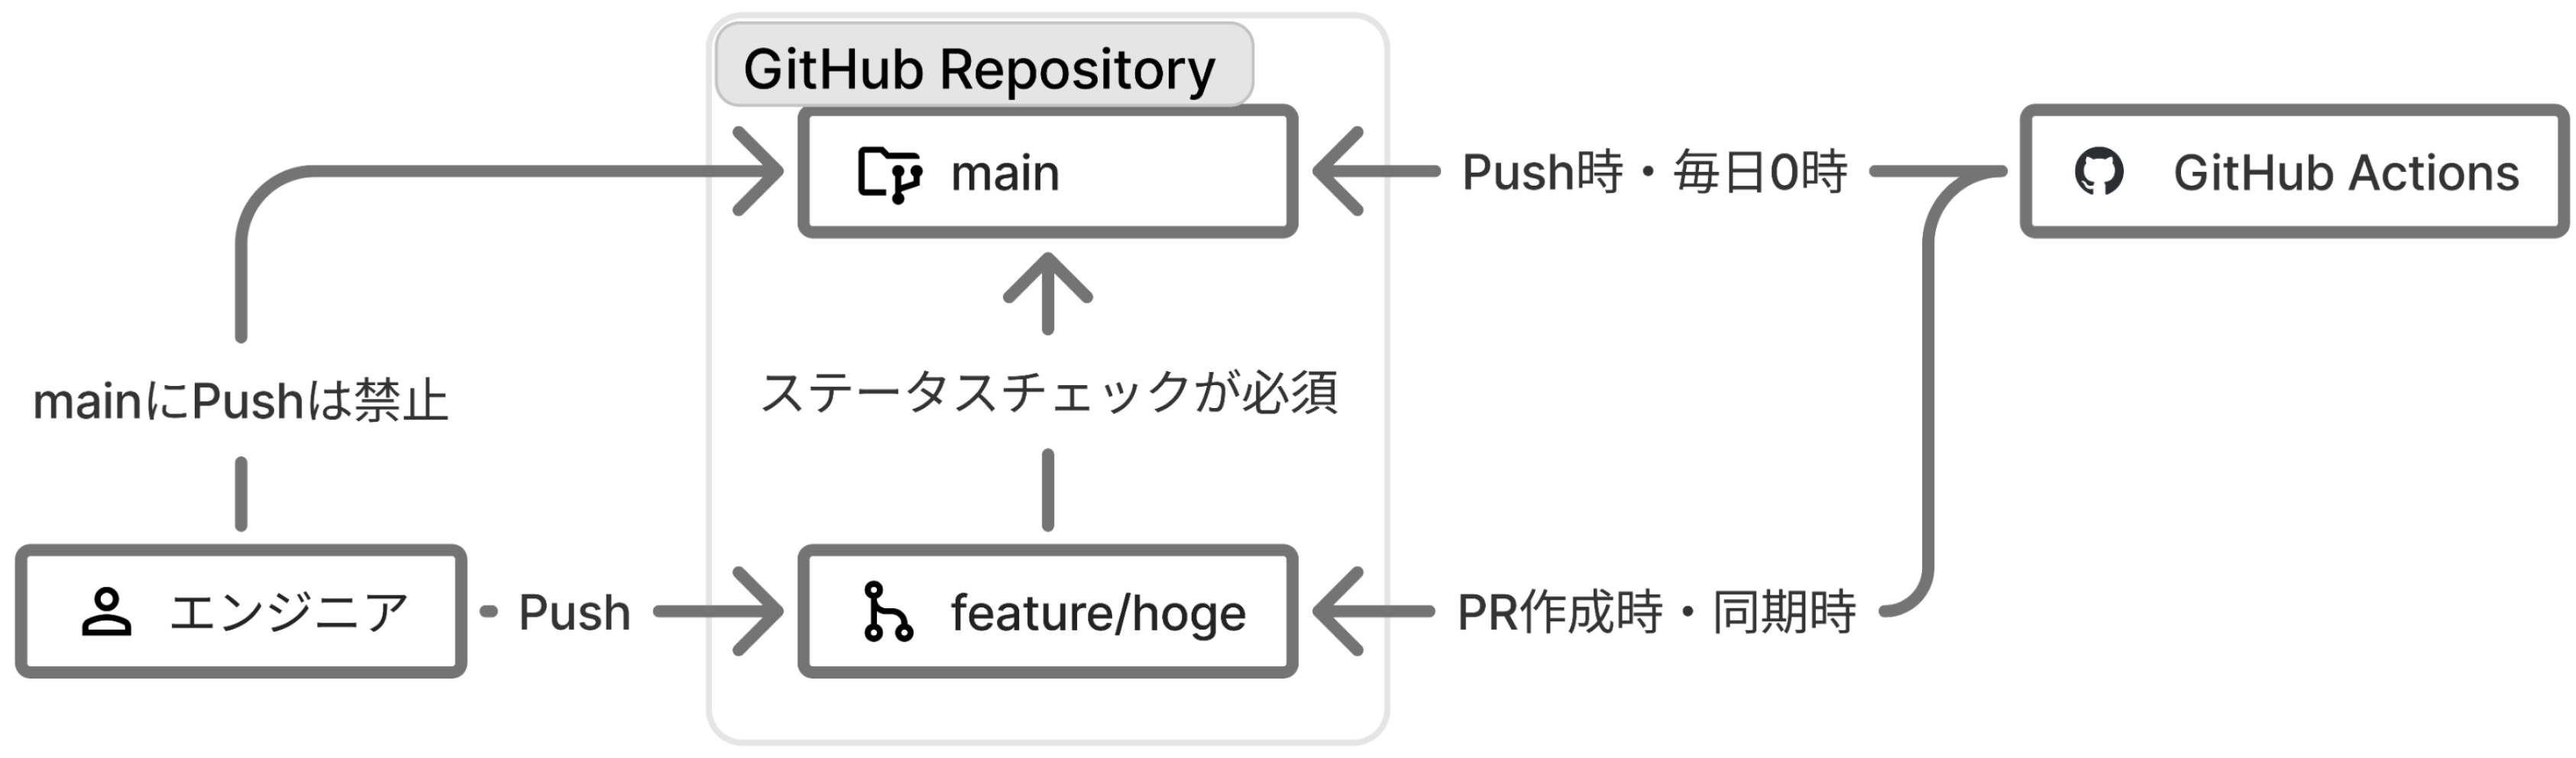 GitHub Repository
main
Push時・毎日0時
GitHub Actions
mainにPushは禁止
ステータスチェックが必須
エンジニア
Push
feature/hoge
PR作成時・同期時